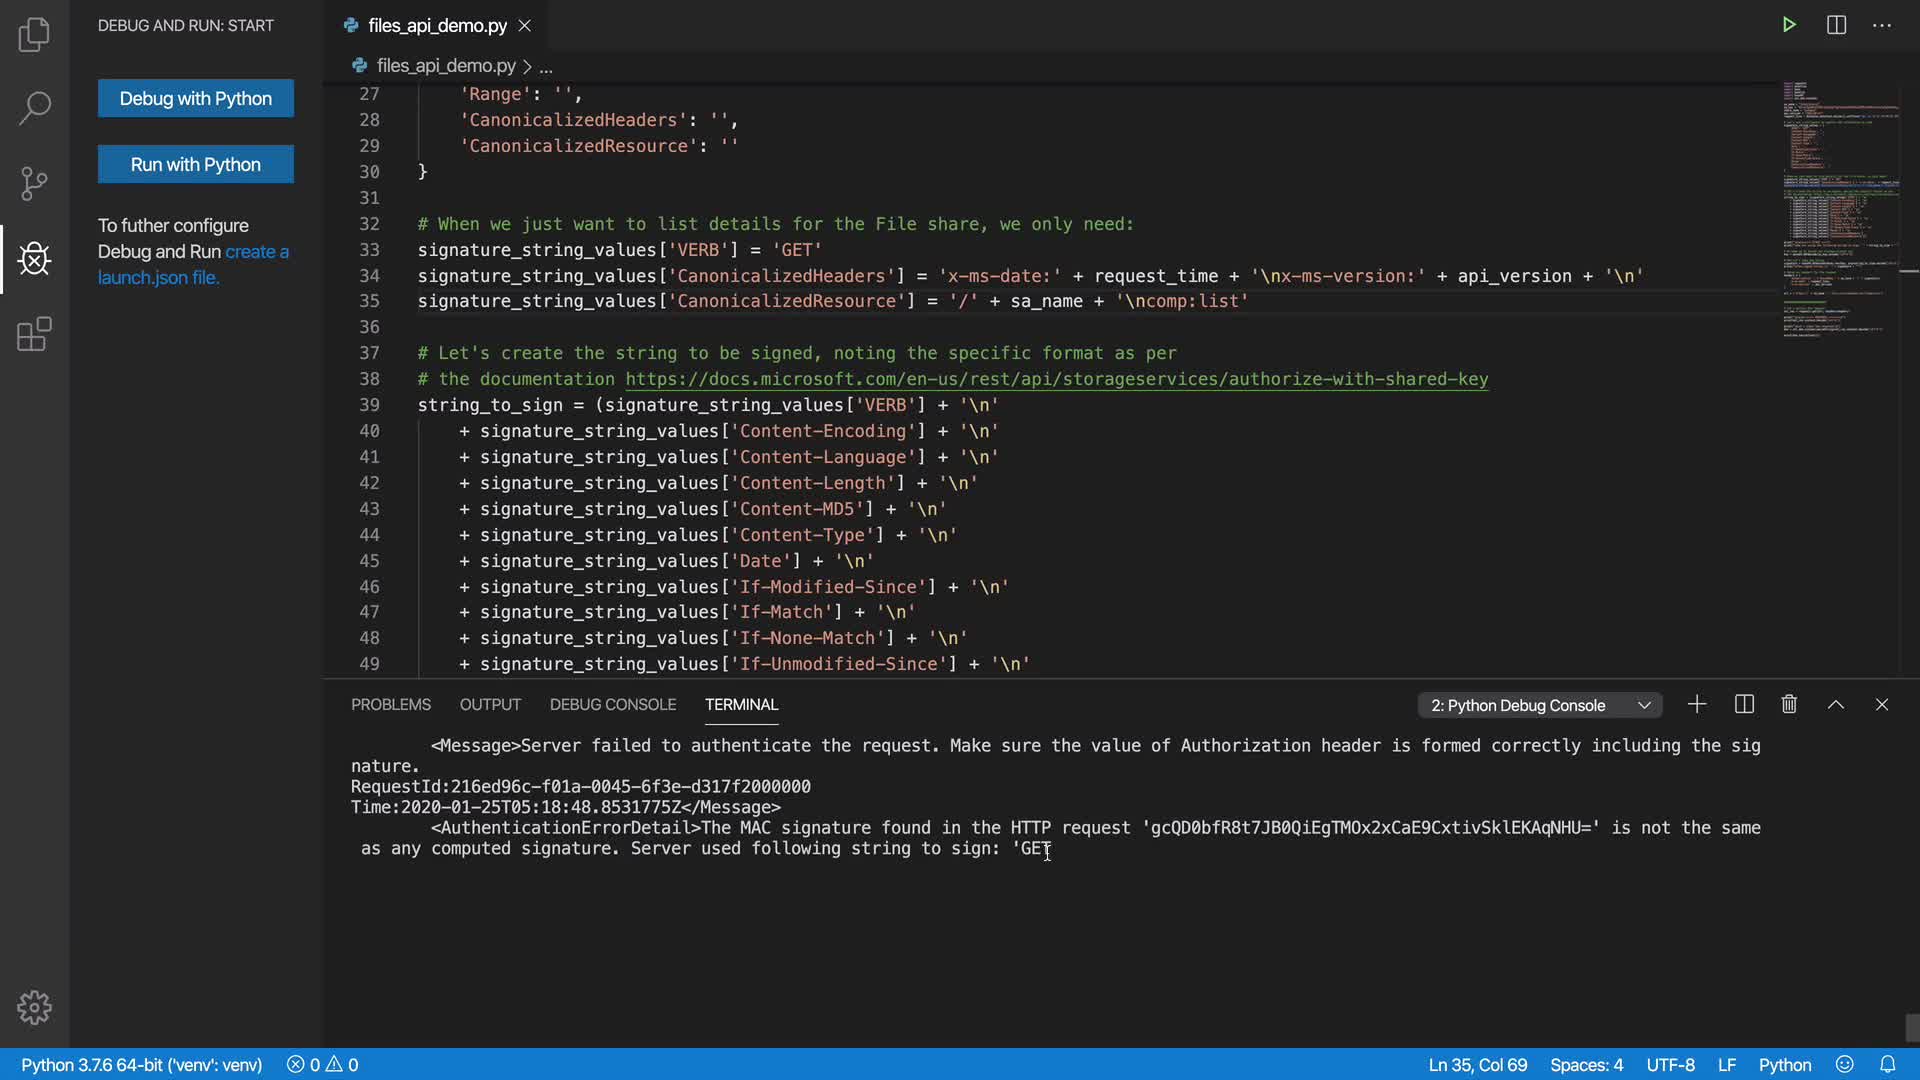 DEBUG AND RUN: START
files_api_demo.py
files_api_demo.py > ...
Debug with Python
Run with Python
To futher configure
Debug and Run create a
launch.json file.
27 'Range': '',
28 'CanonicalizedHeaders': '',
29 'CanonicalizedResource': ''
30 }
31
32 # When we just want to list details for the File share, we only need:
33 signature_string_values['VERB'] = 'GET'
34 signature_string_values['CanonicalizedHeaders'] = 'x-ms-date:' + request_time + '\nx-ms-version:' + api_version + '\n'
35 signature_string_values['CanonicalizedResource'] = '/' + sa_name + '\ncomp:list'
36
37 # Let's create the string to be signed, noting the specific format as per
38 # the documentation https://docs.microsoft.com/en-us/rest/api/storageservices/authorize-with-shared-key
39 string_to_sign = (signature_string_values['VERB'] + '\n'
40 + signature_string_values['Content-Encoding'] + '\n'
41 + signature_string_values['Content-Language'] + '\n'
42 + signature_string_values['Content-Length'] + '\n'
43 + signature_string_values['Content-MD5'] + '\n'
44 + signature_string_values['Content-Type'] + '\n'
45 + signature_string_values['Date'] + '\n'
46 + signature_string_values['If-Modified-Since'] + '\n'
47 + signature_string_values['If-Match'] + '\n'
48 + signature_string_values['If-None-Match'] + '\n'
49 + signature_string_values['If-Unmodified-Since'] + '\n'
PROBLEMS OUTPUT DEBUG CONSOLE TERMINAL 2: Python Debug Console
<Message>Server failed to authenticate the request. Make sure the value of Authorization header is formed correctly including the sig
nature.
RequestId:216ed96c-f01a-0045-6f3e-d317f2000000
Time:2020-01-25T05:18:48.8531775Z</Message>
<AuthenticationErrorDetail>The MAC signature found in the HTTP request 'gcQD0bfR8t7JB0QiEgTMOx2xCaE9CxtivSklEKAqNHU=' is not the same
as any computed signature. Server used following string to sign: 'GET
Python 3.7.6 64-bit ('venv': venv) 0 0 Ln 35, Col 69 Spaces: 4 UTF-8 LF Python